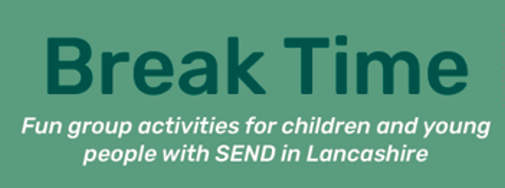 Break Time
Fun group activities for children and young
people with SEND in Lancashire